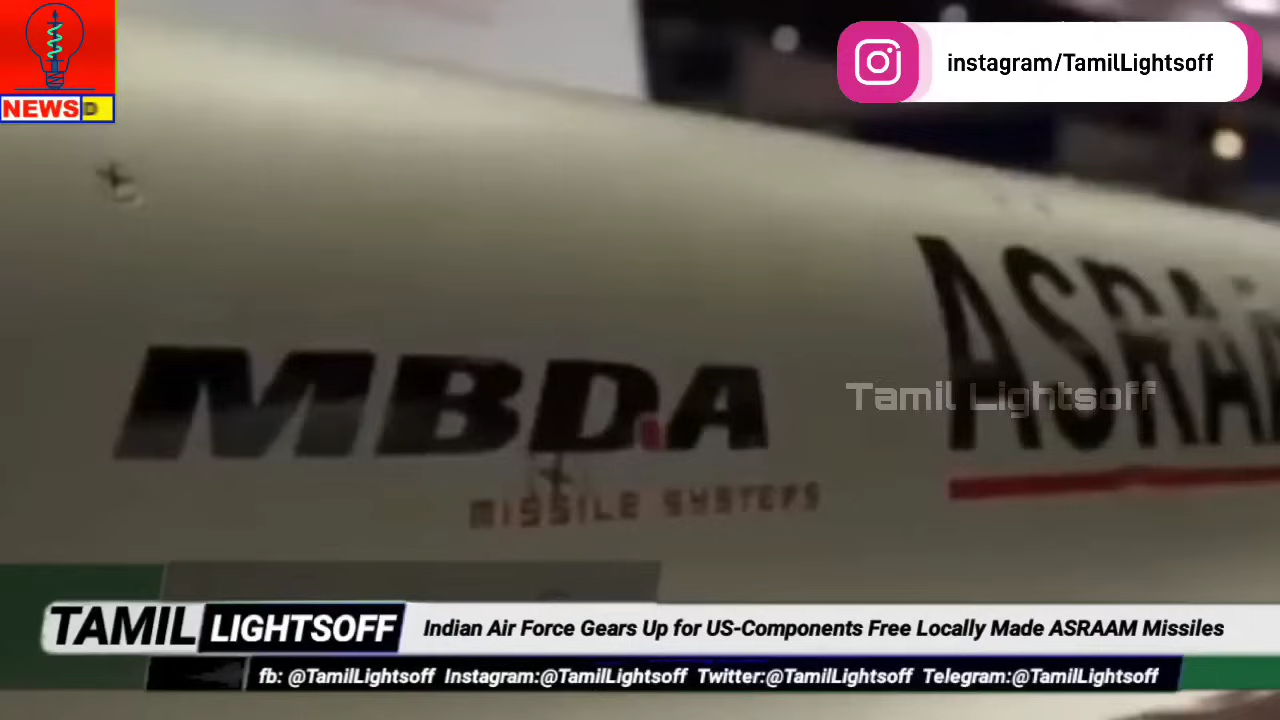 instagram/TamilLightsoff
NEWS
MBDA
MISSILE SYSTEMS
ASRAA
Tamil Lightsoff
TAMIL LIGHTSOFF
Indian Air Force Gears Up for US-Components Free Locally Made ASRAAM Missiles
fb: @TamilLightsoff Instagram:@TamilLightsoff Twitter:@TamilLightsoff Telegram:@TamilLightsoff